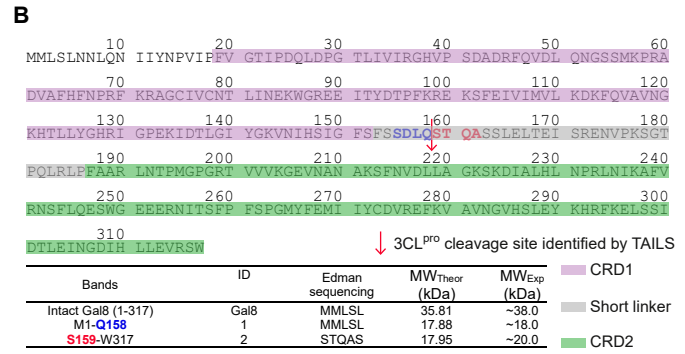 B
10 20 30 40 50 60
MMLSLNNLQN IIYNPVIPFV GTIPDQLDPG TLIVIRGHVP SDADRFQVDL QNGSSMKPRA
70 80 90 100 110 120
DVAFHFNPRF KRAGCIVCNT LINEKWGREE ITYDTPFKRE KSFEIVIMVL KDKFQVAVNG
130 140 150 160 170 180
KHTLLYGHRI GPEKIDTLGI YGKVNIHSIG FSFSSDLQST QASSLELTEI SRENVPKSGT
190 200 210 220 230 240
PQLRLPFAAR LNTPMGPGRT VVVKGEVNAN AKSFNVDLLA GKSKDIALHL NPRLNIKAFV
250 260 270 280 290 300
RNSFLQESWG EEERNITSFP FSPGMYFEMI IYCDVREFKV AVNGVHSLEY KHRFKELSSI
310
DTLEINGDIH LLEVRSW
3CLpro cleavage site identified by TAILS
Bands ID Edman sequencing MWTheor (kDa) MWExp (kDa)
Intact Gal8 (1-317) Gal8 MMLSL 35.81 ~38.0
M1-Q158 1 MMLSL 17.88 ~18.0
S159-W317 2 STQAS 17.95 ~20.0
CRD1
Short linker
CRD2